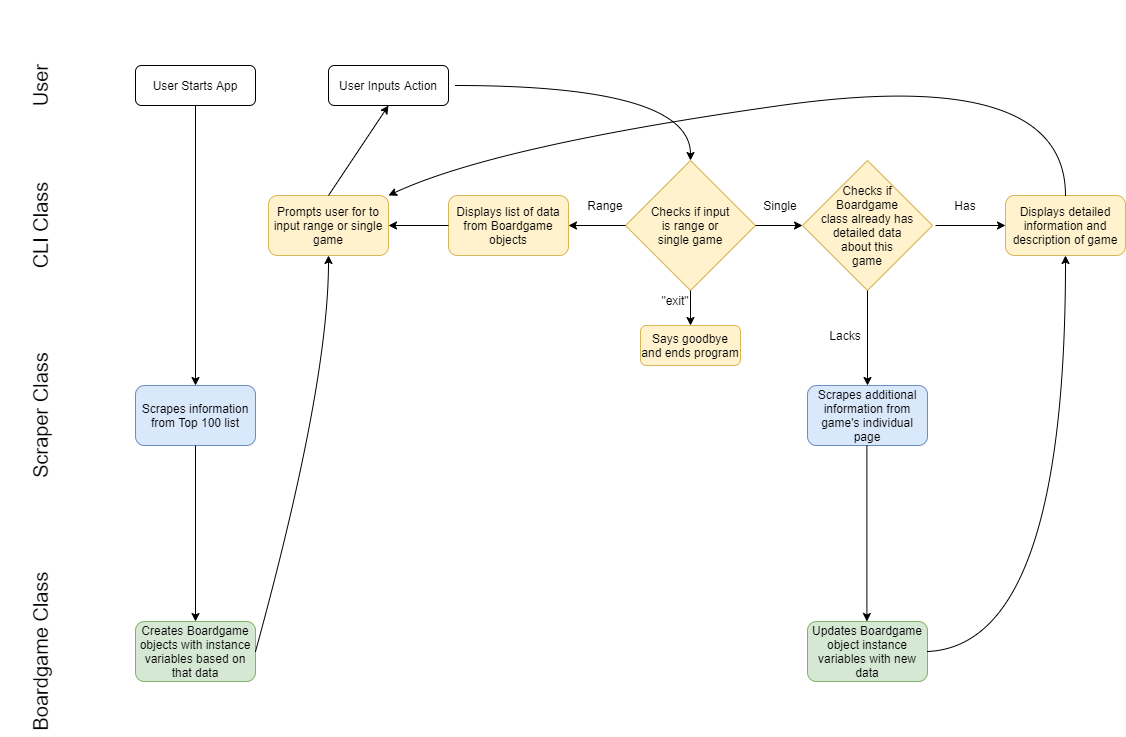 User
User Starts App
User Inputs Action
CLI Class
Prompts user for to
input range or single
game
Displays list of data
from Boardgame
objects
Range
Checks if input
is range or
single game
Single
Checks if
Boardgame
class already has
detailed data
about this
game
Has
Displays detailed
information and
description of game
"exit"
Says goodbye
and ends program
Lacks
Scraper Class
Scrapes information
from Top 100 list
Scrapes additional
information from
game's individual
page
Boardgame Class
Creates Boardgame
objects with instance
variables based on
that data
Updates Boardgame
object instance
variables with new
data